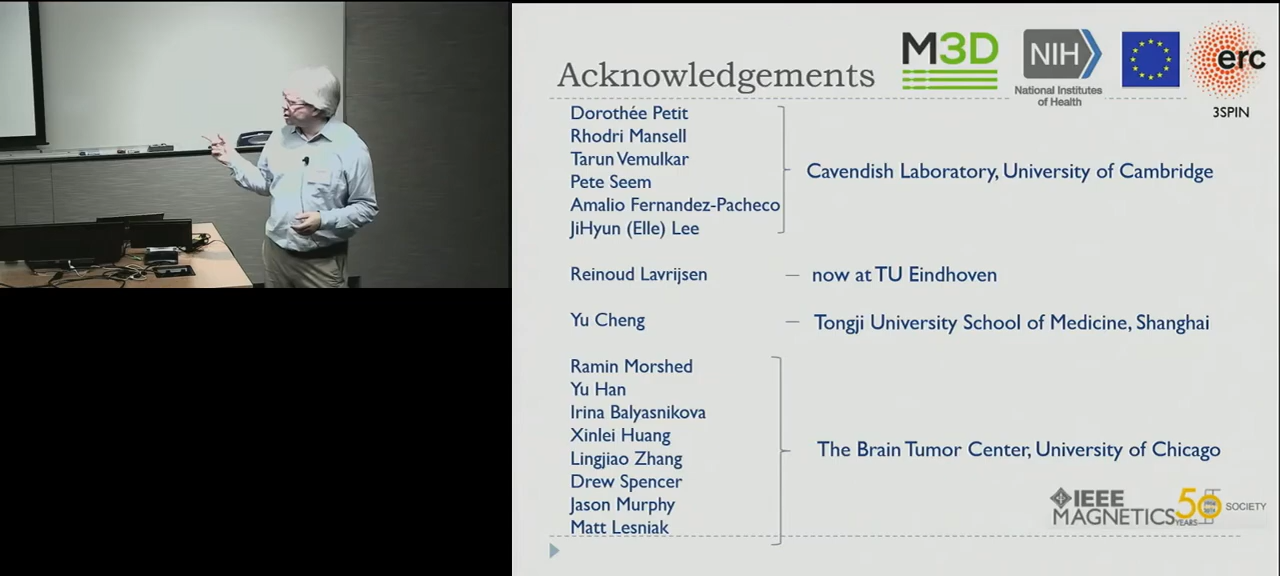 Acknowledgements
M3D
NIH
National Institutes
of Health
erc
3SPIN
Dorothée Petit
Rhodri Mansell
Tarun Vemulkar
Pete Seem
Amalio Fernandez-Pacheco
JiHyun (Elle) Lee
Cavendish Laboratory, University of Cambridge
Reinoud Lavrijsen — now at TU Eindhoven
Yu Cheng — Tongji University School of Medicine, Shanghai
Ramin Morshed
Yu Han
Irina Balyasnikova
Xinlei Huang
Lingjiao Zhang
Drew Spencer
Jason Murphy
Matt Lesniak
The Brain Tumor Center, University of Chicago
IEEE
MAGNETICS 50 SOCIETY
YEARS